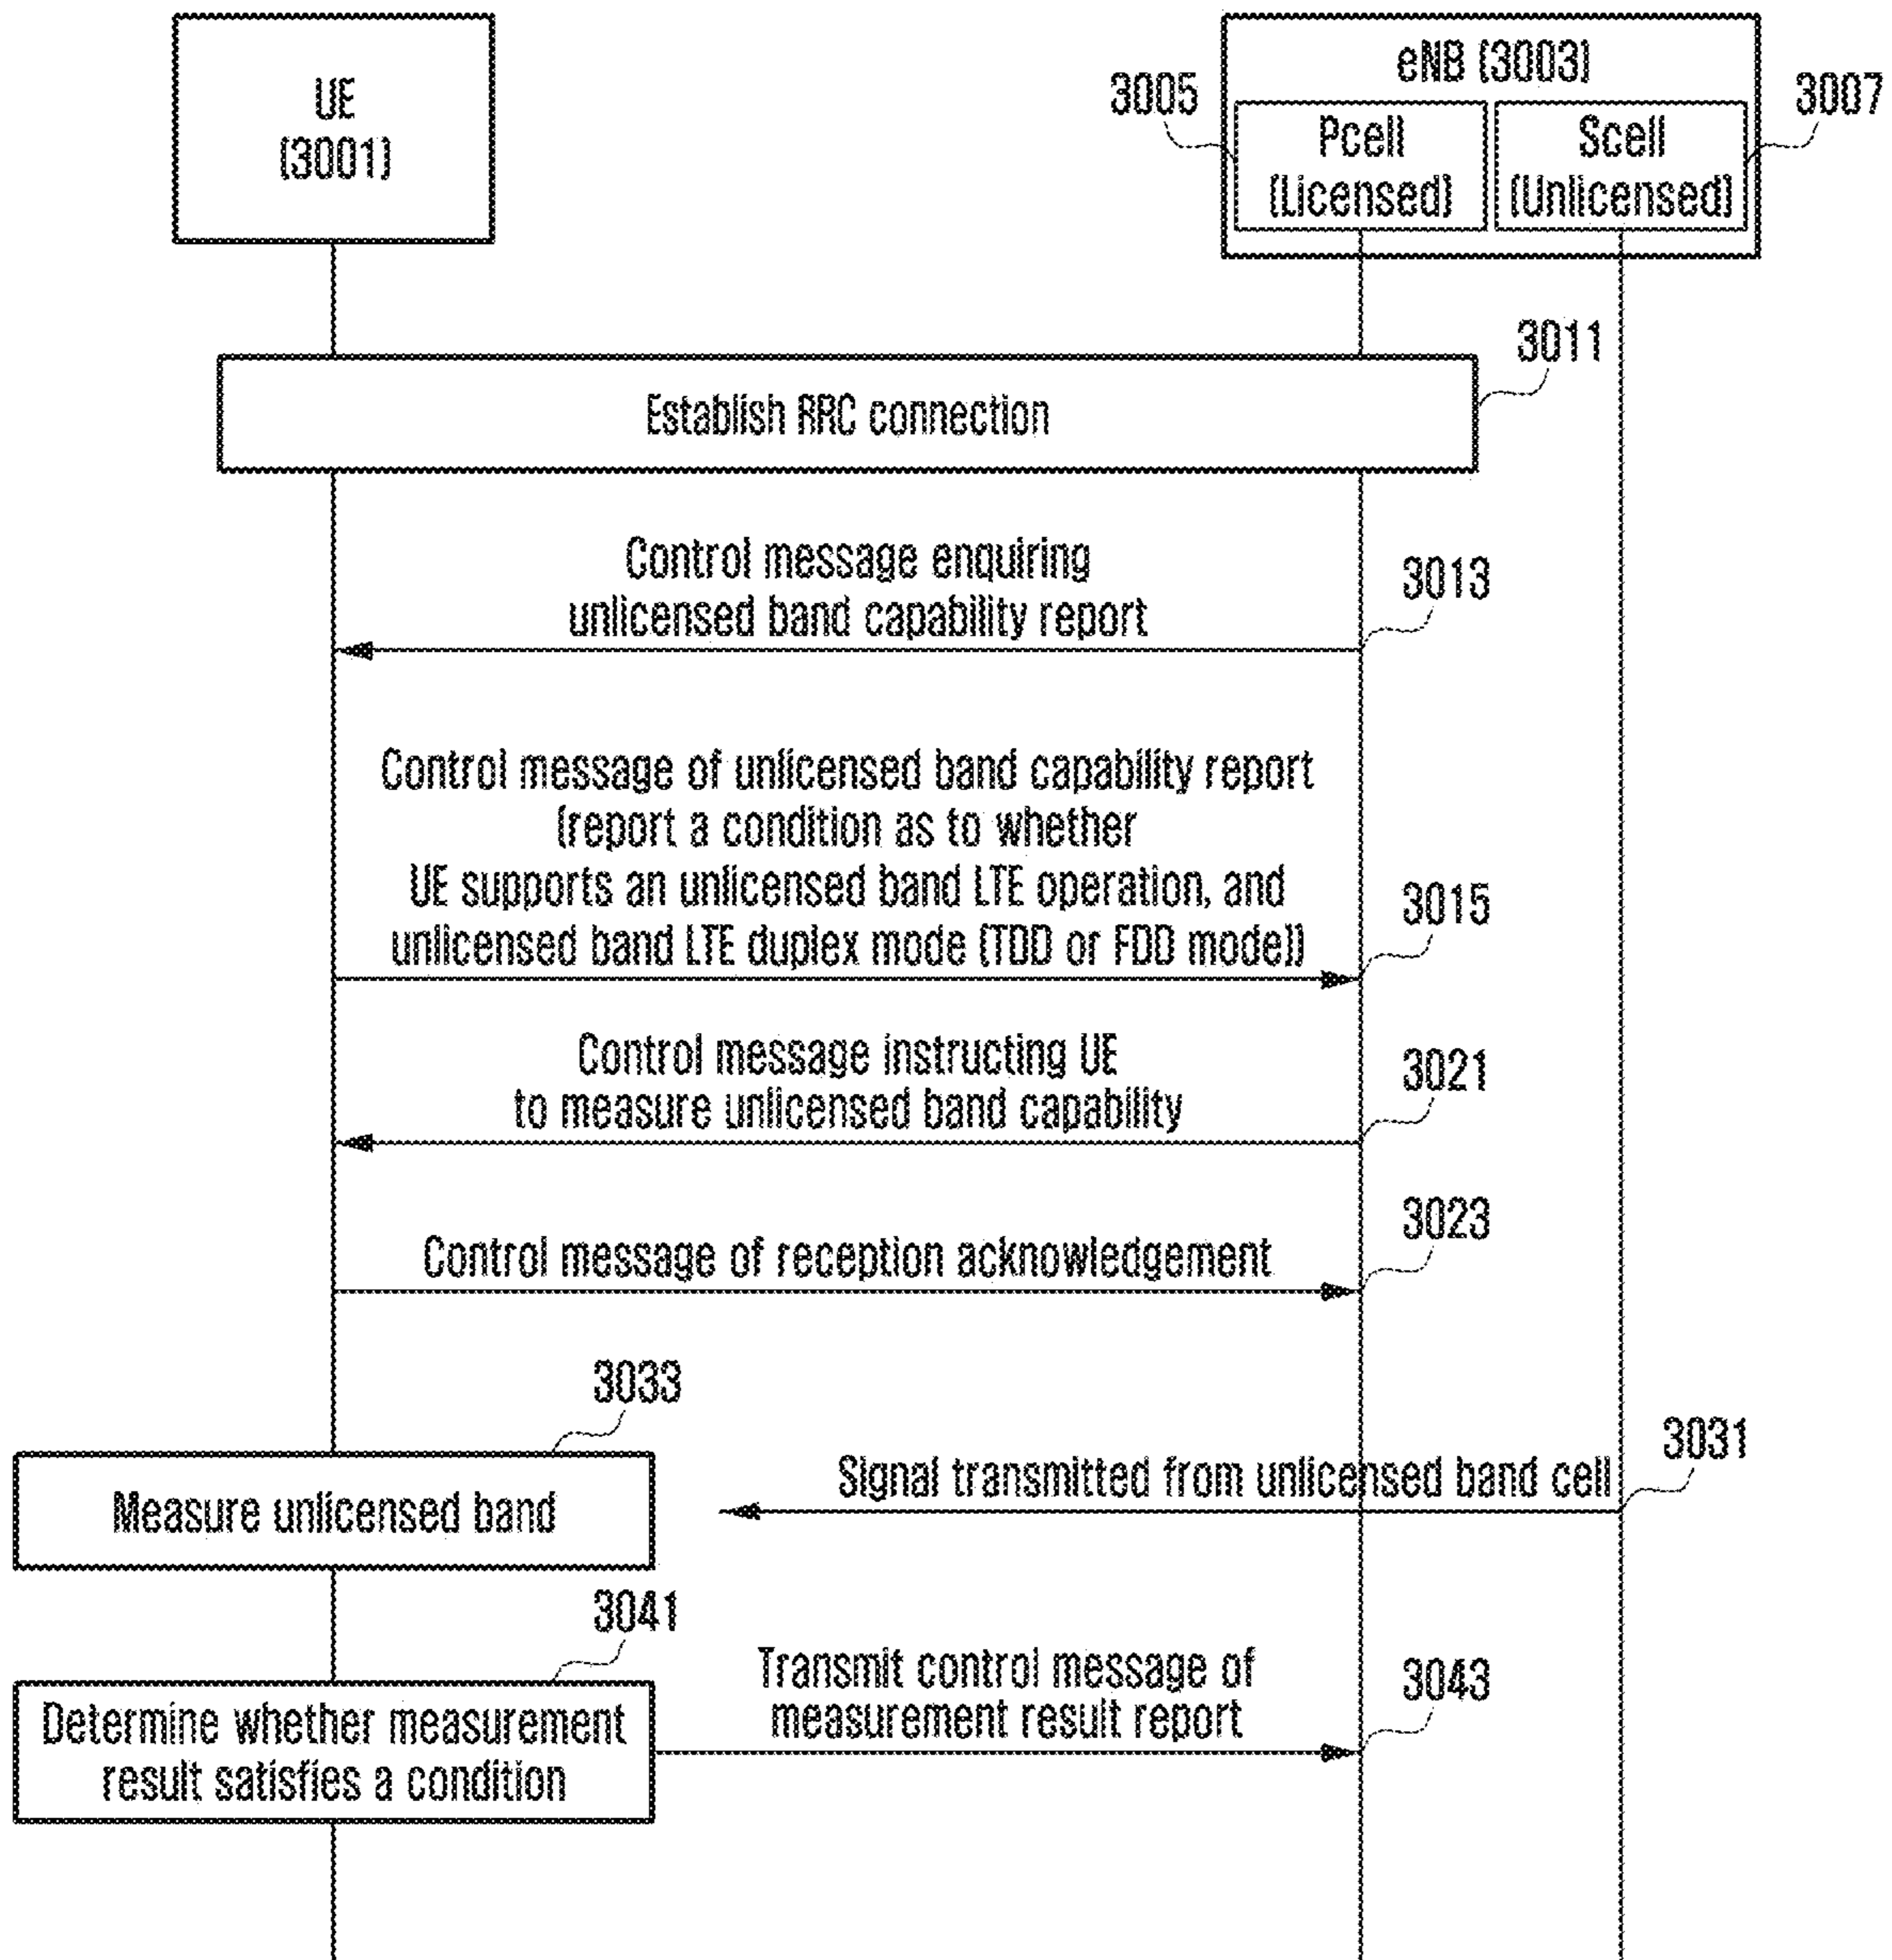 UE
(3001)
eNB (3003)
3005
Pcell
(Licensed)
Scell
(Unlicensed)
3007
3011
Establish RRC connection
Control message enquiring
unlicensed band capability report
3013
Control message of unlicensed band capability report
(report a condition as to whether
UE supports an unlicensed band LTE operation, and
unlicensed band LTE duplex mode (TDD or FDD mode))
3015
Control message instructing UE
to measure unlicensed band capability
3021
Control message of reception acknowledgement
3023
3033
Measure unlicensed band
Signal transmitted from unlicensed band cell
3031
3041
Determine whether measurement
result satisfies a condition
Transmit control message of
measurement result report
3043